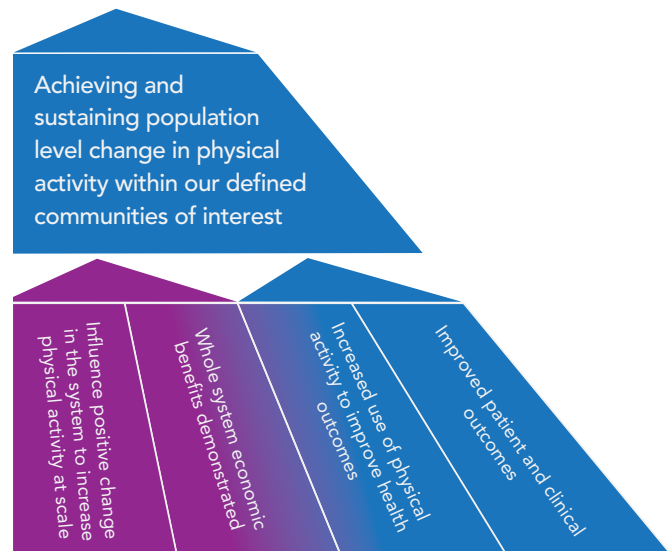 Achieving and
sustaining population
level change in physical
activity within our defined
communities of interest
Influence positive change
in the system to increase
physical activity at scale
Whole system economic
benefits demonstrated
Increased use of physical
activity to improve health
outcomes
Improved patient and clinical
outcomes